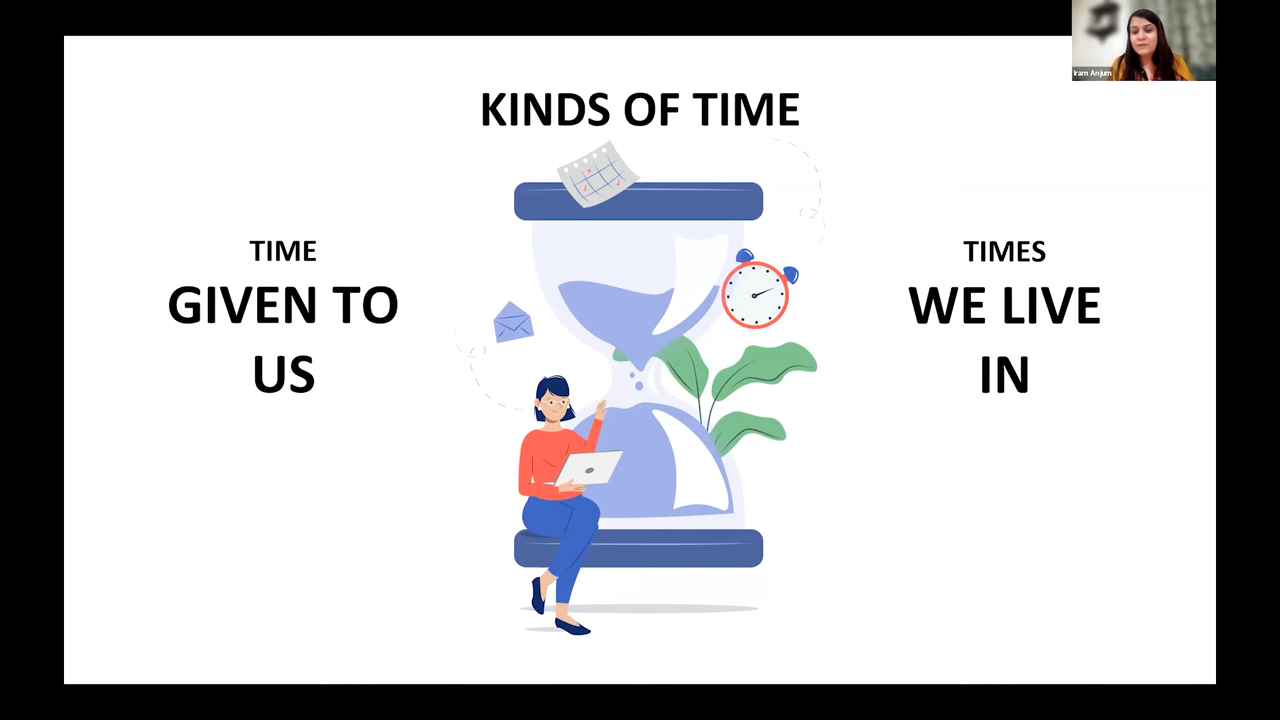 Iram Anjum
KINDS OF TIME
TIME
GIVEN TO
US
TIMES
WE LIVE
IN